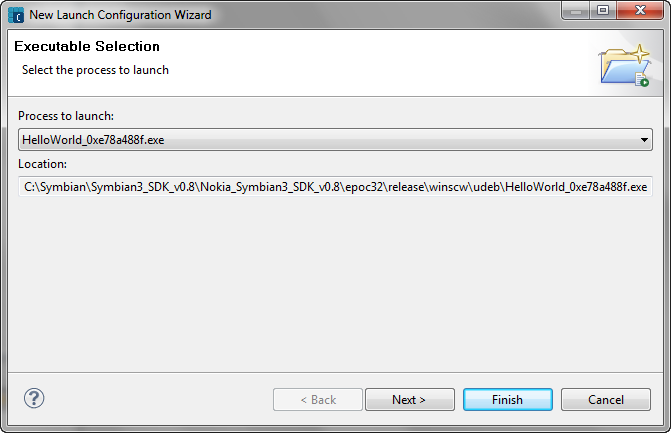 New Launch Configuration Wizard
Executable Selection
Select the process to launch
Process to launch:
HelloWorld_0xe78a488f.exe
Location:
C:\Symbian\Symbian3_SDK_v0.8\Nokia_Symbian3_SDK_v0.8\epoc32\release\winscw\udeb\HelloWorld_0xe78a488f.exe
< Back Next > Finish Cancel